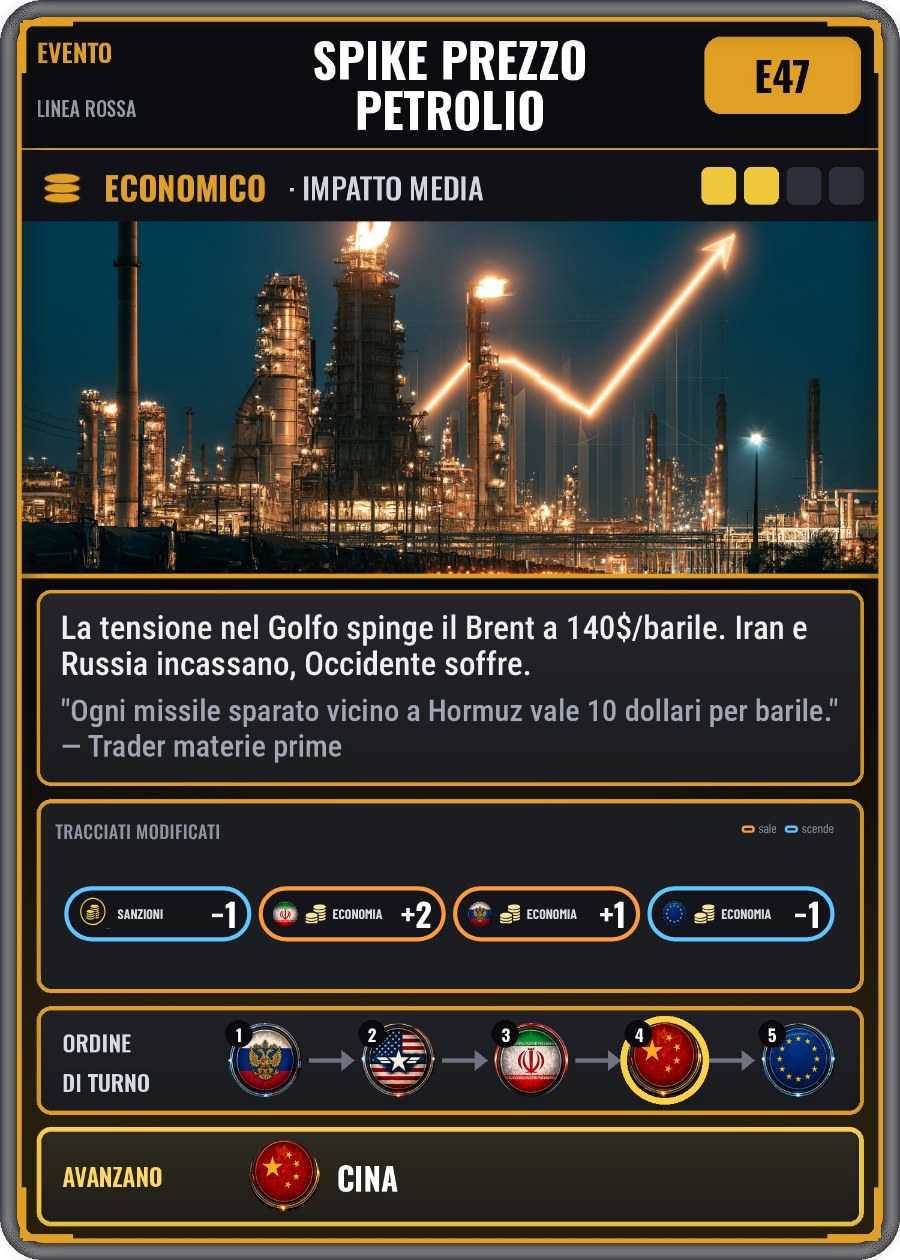 EVENTO
LINEA ROSSA
SPIKE PREZZO
PETROLIO
E47
ECONOMICO · IMPATTO MEDIA
La tensione nel Golfo spinge il Brent a 140$/barile. Iran e
Russia incassano, Occidente soffre.
"Ogni missile sparato vicino a Hormuz vale 10 dollari per barile."
— Trader materie prime
TRACCIATI MODIFICATI
sale scende
SANZIONI -1
ECONOMIA +2
ECONOMIA +1
ECONOMIA -1
ORDINE
DI TURNO
1 2 3 4 5
AVANZANO
CINA